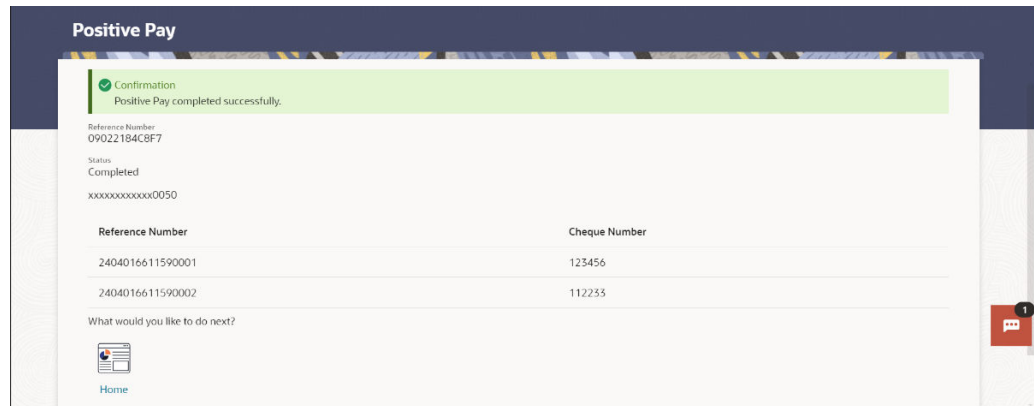 Positive Pay
Confirmation
Positive Pay completed successfully.
Reference Number
09022184C8F7
Status
Completed
xxxxxxxxxxxx0050
Reference Number Cheque Number
2404016611590001 123456
2404016611590002 112233
What would you like to do next?
1
Home